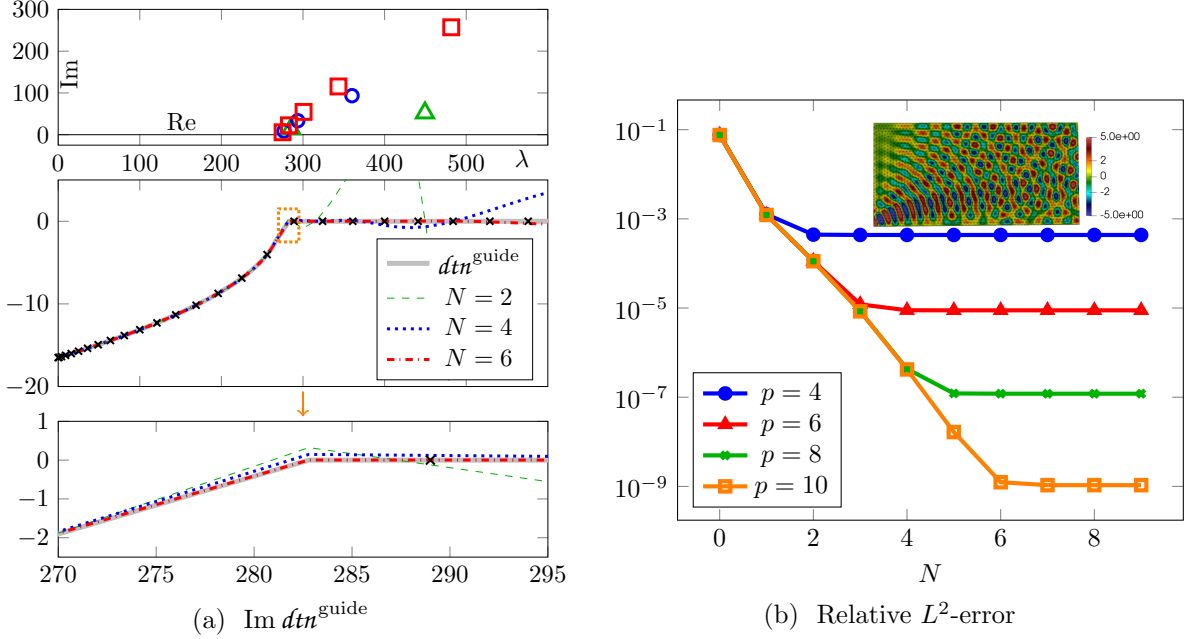 300
200
100
0
Im
Re
0 100 200 300 400 500 λ
0
−10
−20
dtn^guide
N = 2
N = 4
N = 6
1
0
−1
−2
270 275 280 285 290 295
(a) Im dtn^guide
10^−1
10^−3
10^−5
10^−7
10^−9
5.0e+00
2
0
-2
-5.0e+00
p = 4
p = 6
p = 8
p = 10
0 2 4 6 8
N
(b) Relative L^2-error